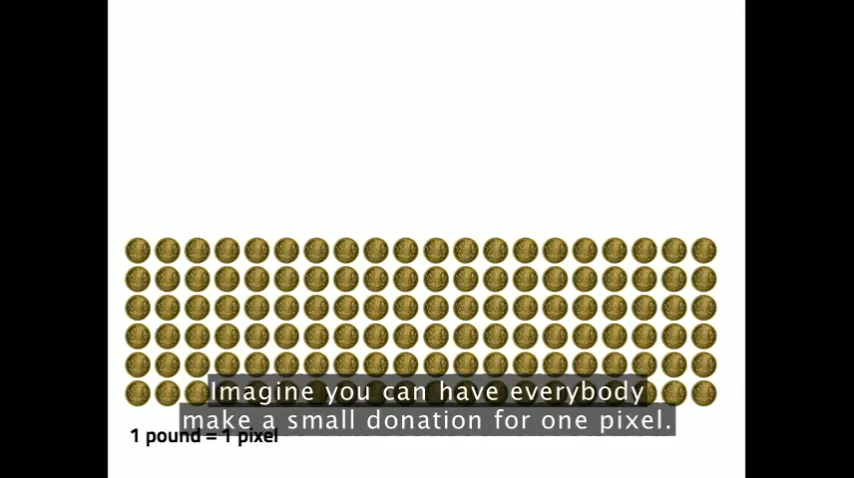 Imagine you can have everybody
make a small donation for one pixel.
1 pound = 1 pixel